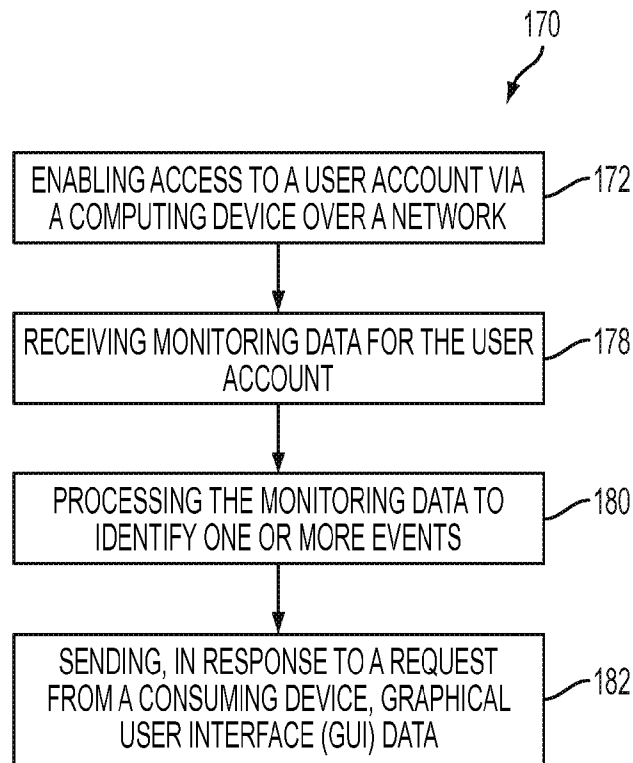 170
ENABLING ACCESS TO A USER ACCOUNT VIA
A COMPUTING DEVICE OVER A NETWORK
172
RECEIVING MONITORING DATA FOR THE USER
ACCOUNT
178
PROCESSING THE MONITORING DATA TO
IDENTIFY ONE OR MORE EVENTS
180
SENDING, IN RESPONSE TO A REQUEST
FROM A CONSUMING DEVICE, GRAPHICAL
USER INTERFACE (GUI) DATA
182